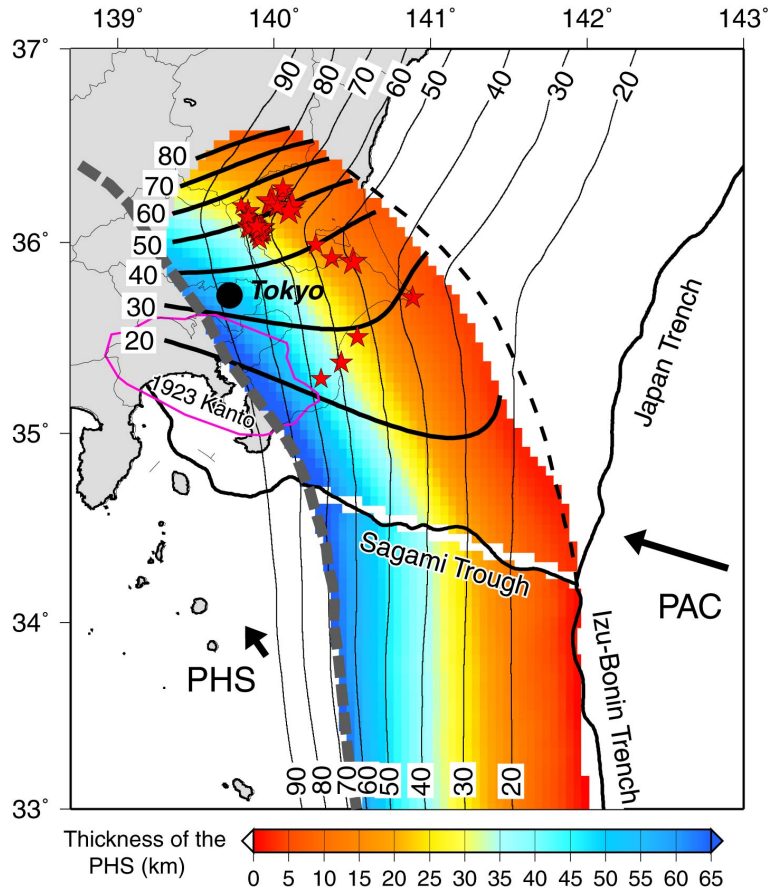 139˚ 140˚ 141˚ 142˚ 143˚
37˚
90 80 70 60 50 40 30 20
80
70
60
36˚
50
40
Tokyo
30
20
Japan Trench
1923 Kanto
35˚
Sagami Trough
PAC
34˚
PHS
Izu-Bonin Trench
90 80 70 60 50 40 30 20
33˚
Thickness of the
PHS (km)
0 5 10 15 20 25 30 35 40 45 50 55 60 65